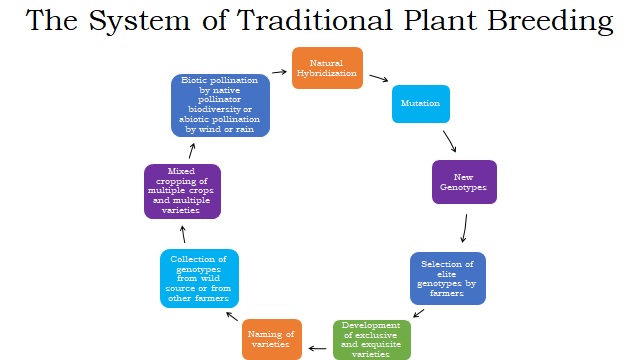 The System of Traditional Plant Breeding
Natural
Hybridization
Mutation
New
Genotypes
Selection of
elite
genotypes by
farmers
Development
of exclusive
and exquisite
varieties
Naming of
varieties
Collection of
genotypes
from wild
source or from
other farmers
Mixed
cropping of
multiple crops
and multiple
varieties
Biotic pollination
by native
pollinator
biodiversity or
abiotic pollination
by wind or rain